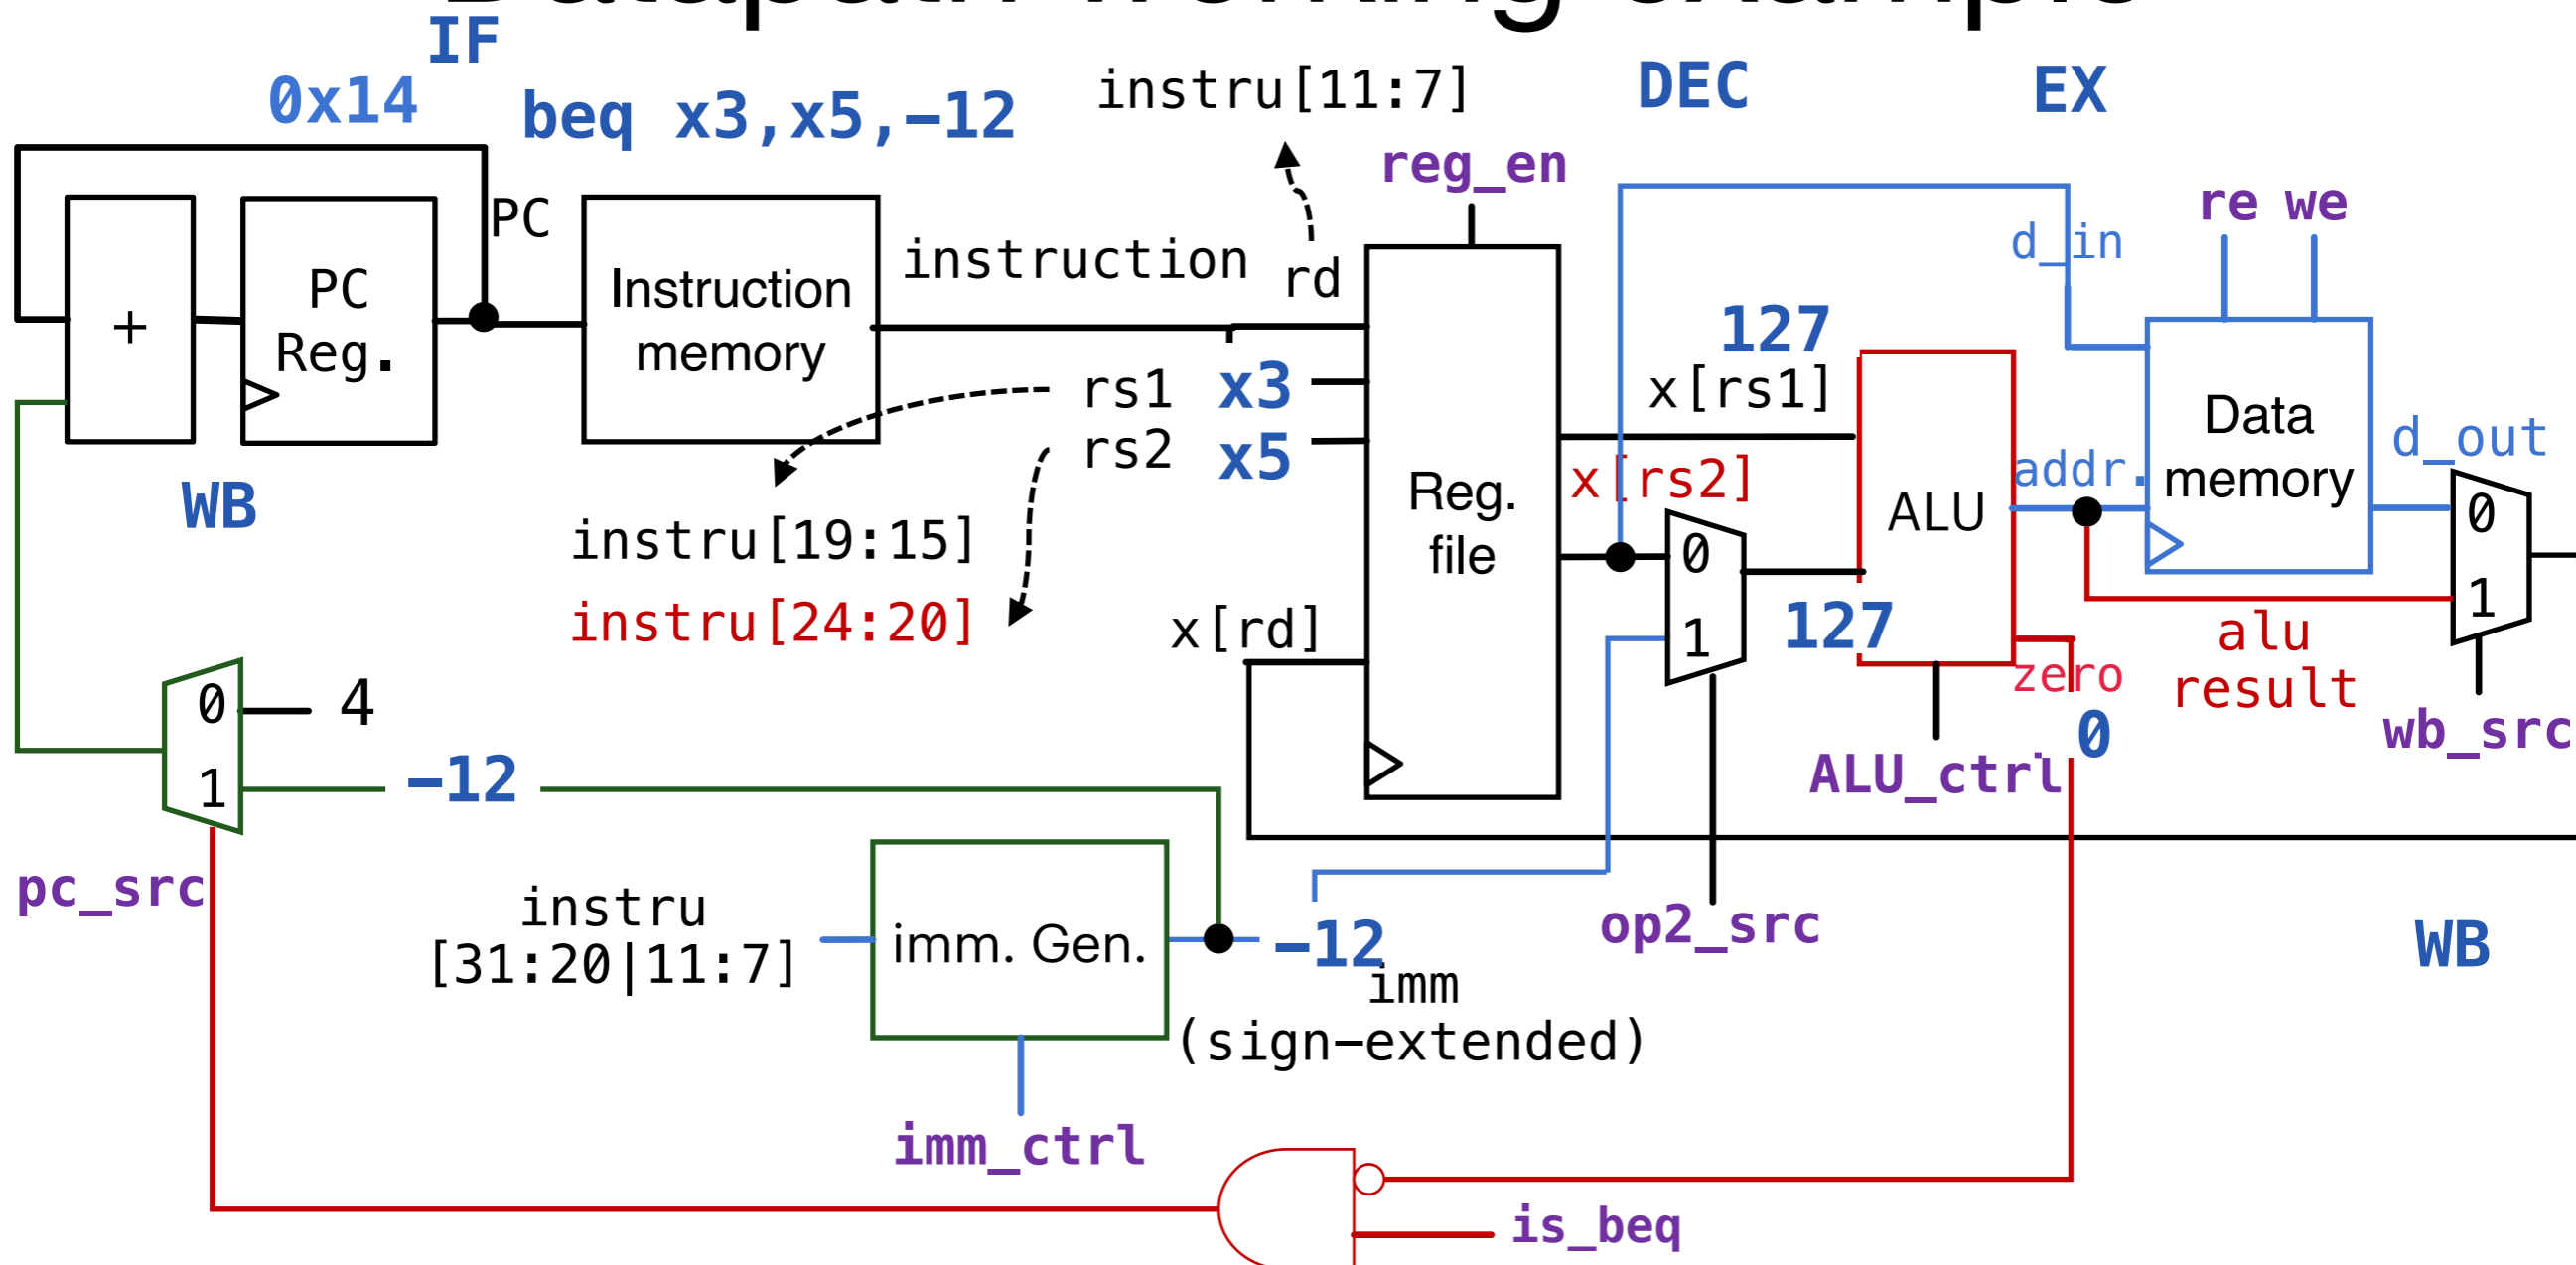 Datapath working example
IF
0x14
beq x3,x5,−12
instru[11:7]
DEC
EX
reg_en
re we
PC
d_in
instruction
rd
+
PC
Reg.
Instruction
memory
127
x[rs1]
rs1 x3
rs2 x5
x[rs2]
addr.
Data
memory
d_out
WB
Reg.
file
ALU
0
1
0
1
instru[19:15]
instru[24:20]
x[rd]
127
zero
0
alu
result
wb_src
0
4
1
−12
ALU_ctrl
pc_src
instru
[31:20|11:7]
imm. Gen.
−12
imm
(sign−extended)
op2_src
WB
imm_ctrl
is_beq